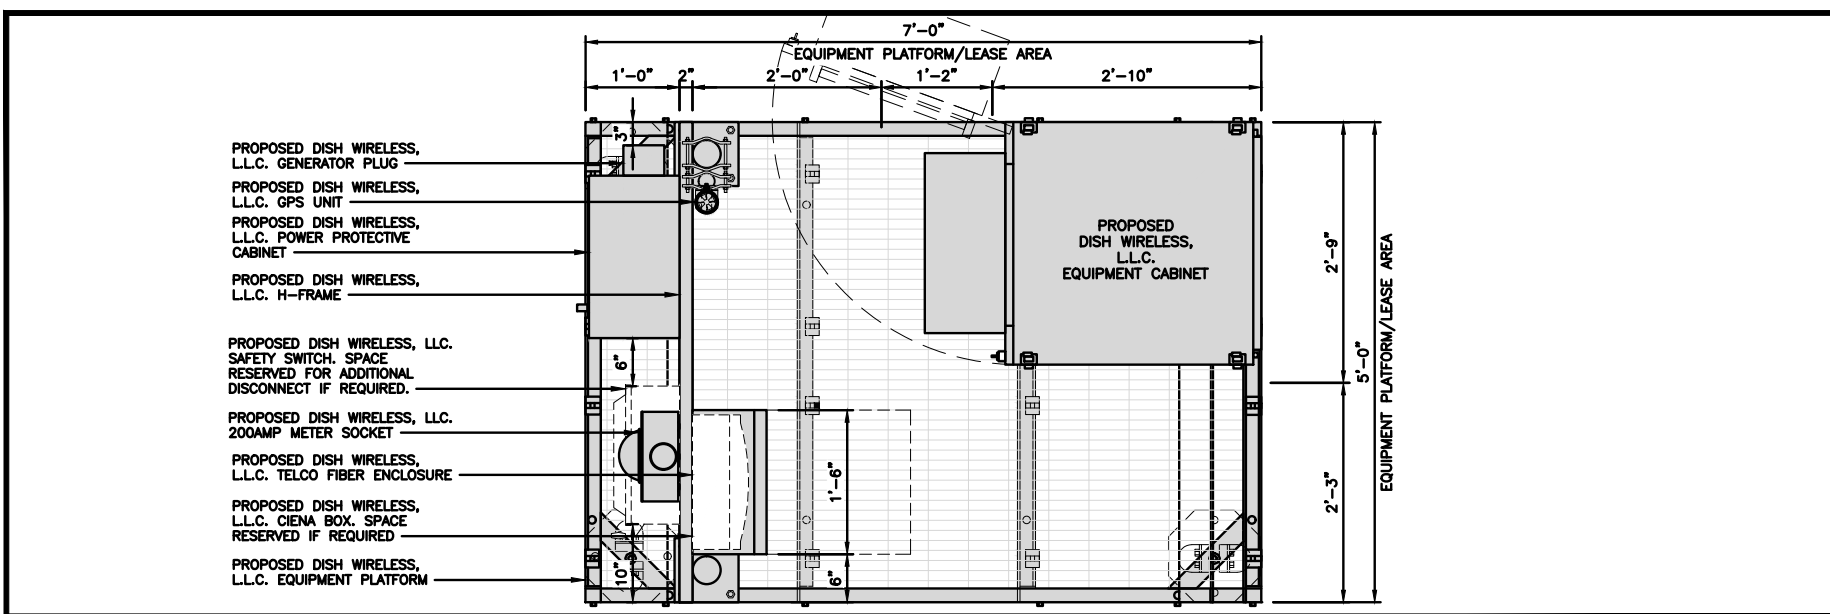 7'-0"
EQUIPMENT PLATFORM/LEASE AREA
1'-0"
2"
2'-0"
1'-2"
2'-10"
3"
PROPOSED DISH WIRELESS,
L.L.C. GENERATOR PLUG
PROPOSED DISH WIRELESS,
L.L.C. GPS UNIT
PROPOSED DISH WIRELESS,
L.L.C. POWER PROTECTIVE
CABINET
PROPOSED DISH WIRELESS,
L.L.C. H-FRAME
PROPOSED DISH WIRELESS, LLC.
SAFETY SWITCH. SPACE
RESERVED FOR ADDITIONAL
DISCONNECT IF REQUIRED.
PROPOSED DISH WIRELESS, LLC.
200AMP METER SOCKET
PROPOSED DISH WIRELESS,
L.L.C. TELCO FIBER ENCLOSURE
PROPOSED DISH WIRELESS,
L.L.C. CIENA BOX. SPACE
RESERVED IF REQUIRED
PROPOSED DISH WIRELESS,
L.L.C. EQUIPMENT PLATFORM
6"
10"
1'-6"
6"
PROPOSED
DISH WIRELESS,
L.L.C.
EQUIPMENT CABINET
2'-9"
2'-3"
5'-0"
EQUIPMENT PLATFORM/LEASE AREA